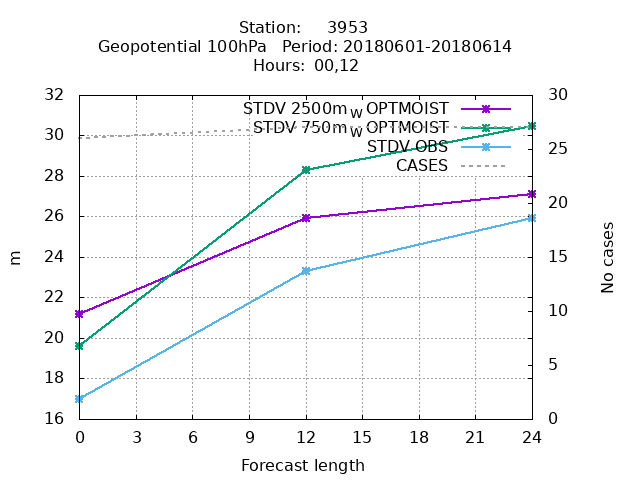 Station: 3953
Geopotential 100hPa Period: 20180601-20180614
Hours: 00,12
32 30
STDV 2500m_W OPTMOIST
STDV 750m_W OPTMOIST
30 25
STDV OBS
CASES
28
26 20
24 15
m No cases
22 10
20
18 5
16 0
0 3 6 9 12 15 18 21 24
Forecast length